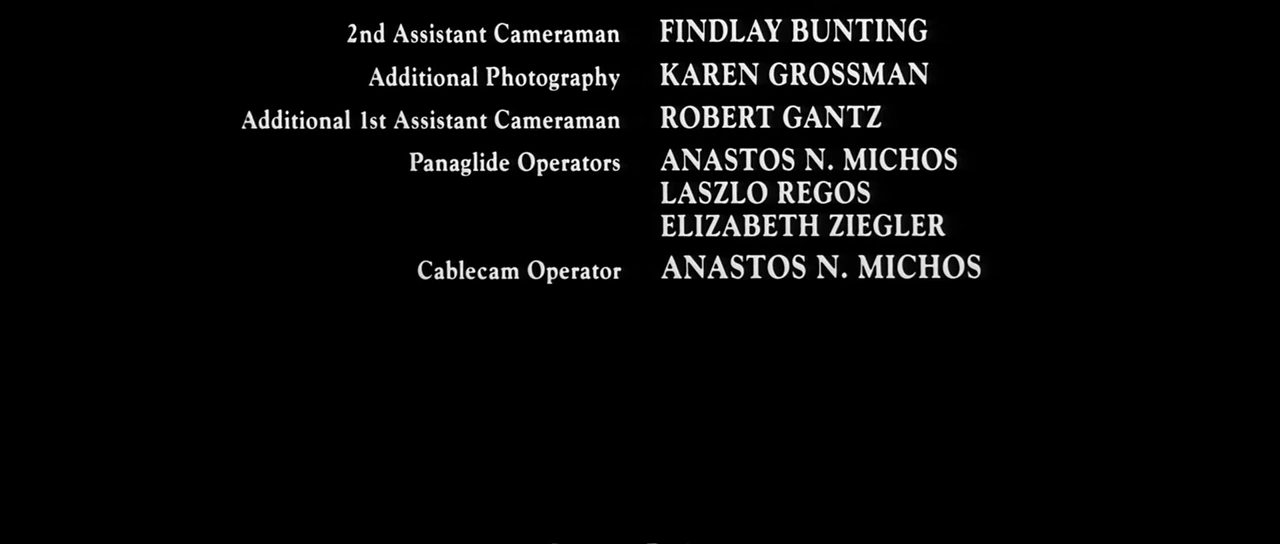 2nd Assistant Cameraman FINDLAY BUNTING
Additional Photography KAREN GROSSMAN
Additional 1st Assistant Cameraman ROBERT GANTZ
Panaglide Operators ANASTOS N. MICHOS
LASZLO REGOS
ELIZABETH ZIEGLER
Cablecam Operator ANASTOS N. MICHOS